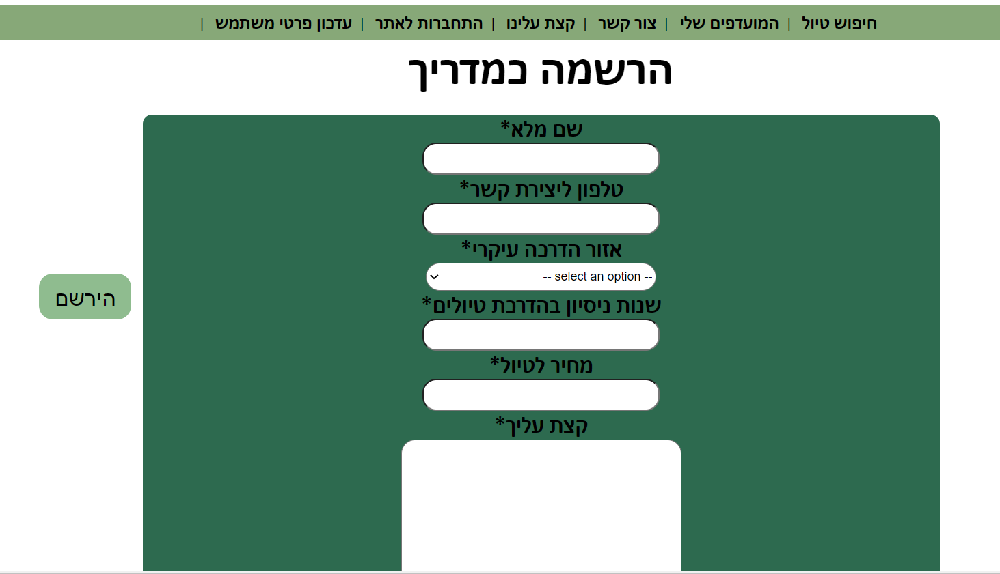 חיפוש טיול | המועדפים שלי | צור קשר | קצת עלינו | התחברות לאתר | עדכון פרטי משתמש |
הרשמה כמדריך
שם מלא*
טלפון ליצירת קשר*
אזור הדרכה עיקרי*
-- select an option --
הירשם
שנות ניסיון בהדרכת טיולים*
מחיר לטיול*
קצת עליך*